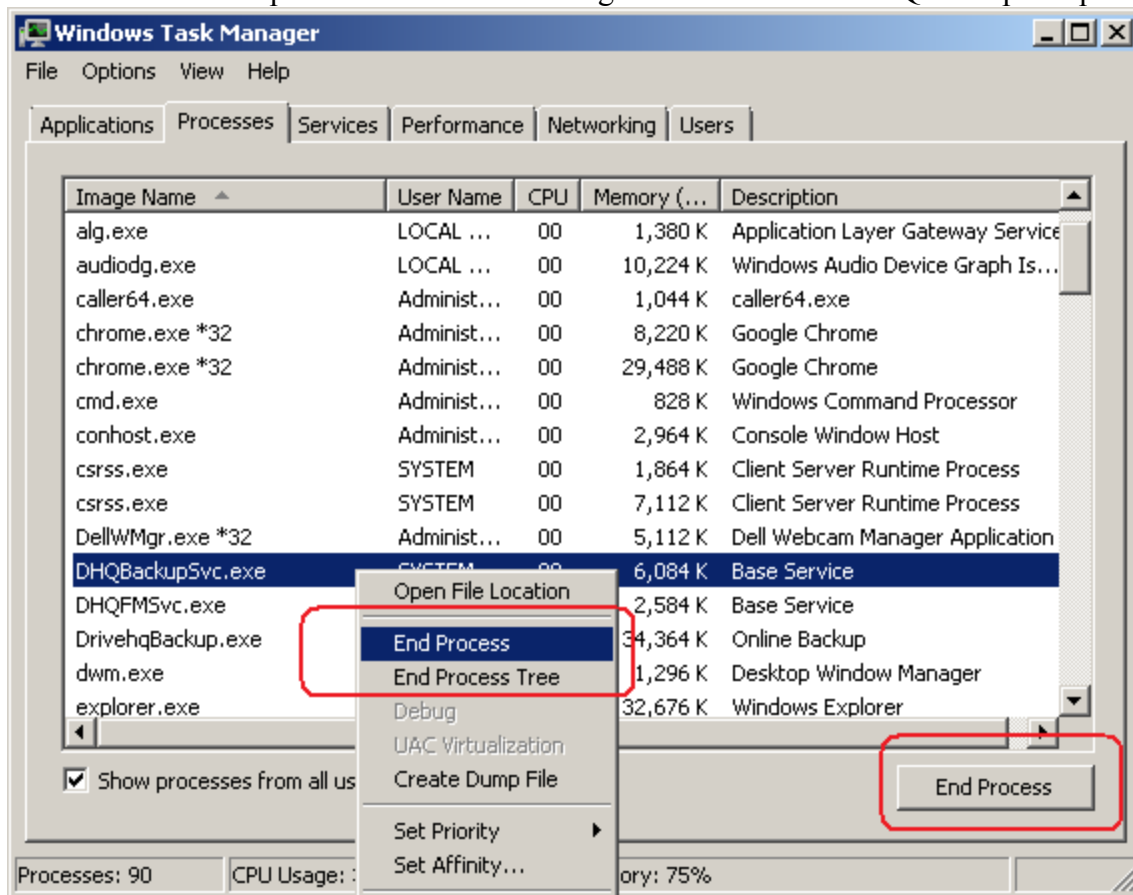 Windows Task Manager
File Options View Help
Applications Processes Services Performance Networking Users
Image Name User Name CPU Memory (... Description
alg.exe LOCAL ... 00 1,380 K Application Layer Gateway Service
audiodg.exe LOCAL ... 00 10,224 K Windows Audio Device Graph Is...
caller64.exe Administ... 00 1,044 K caller64.exe
chrome.exe *32 Administ... 00 8,220 K Google Chrome
chrome.exe *32 Administ... 00 29,488 K Google Chrome
cmd.exe Administ... 00 828 K Windows Command Processor
conhost.exe Administ... 00 2,964 K Console Window Host
csrss.exe SYSTEM 00 1,864 K Client Server Runtime Process
csrss.exe SYSTEM 00 7,112 K Client Server Runtime Process
DellWMgr.exe *32 Administ... 00 5,112 K Dell Webcam Manager Application
DHQBackupSvc.exe SYSTEM 00 6,084 K Base Service
DHQFMSvc.exe 2,584 K Base Service
DrivehqBackup.exe 34,364 K Online Backup
dwm.exe 1,296 K Desktop Window Manager
explorer.exe 32,676 K Windows Explorer
Open File Location
End Process
End Process Tree
Debug
UAC Virtualization
Create Dump File
Set Priority
Set Affinity...
Show processes from all us
End Process
Processes: 90 CPU Usage: ory: 75%